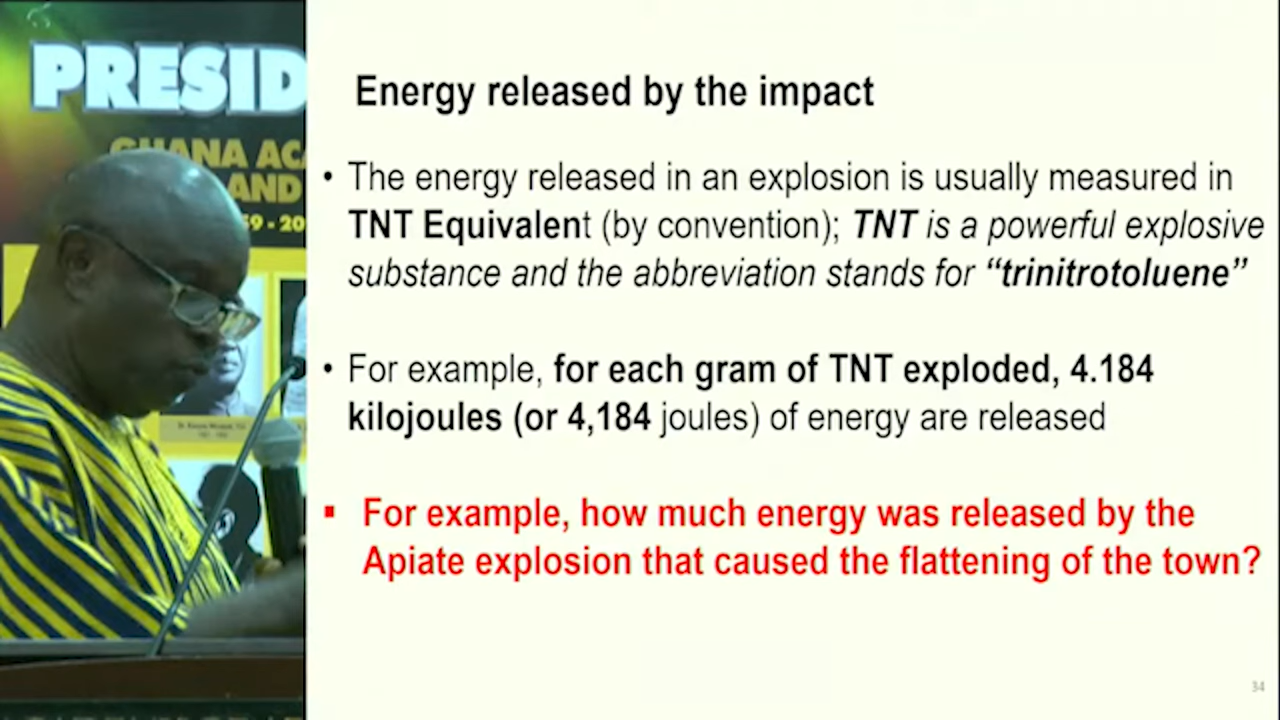 PRESID
GHANA ACA
AND
59 - 20
Energy released by the impact
• The energy released in an explosion is usually measured in
TNT Equivalent (by convention); TNT is a powerful explosive
substance and the abbreviation stands for “trinitrotoluene”
• For example, for each gram of TNT exploded, 4.184
kilojoules (or 4,184 joules) of energy are released
▪ For example, how much energy was released by the
Apiate explosion that caused the flattening of the town?
34